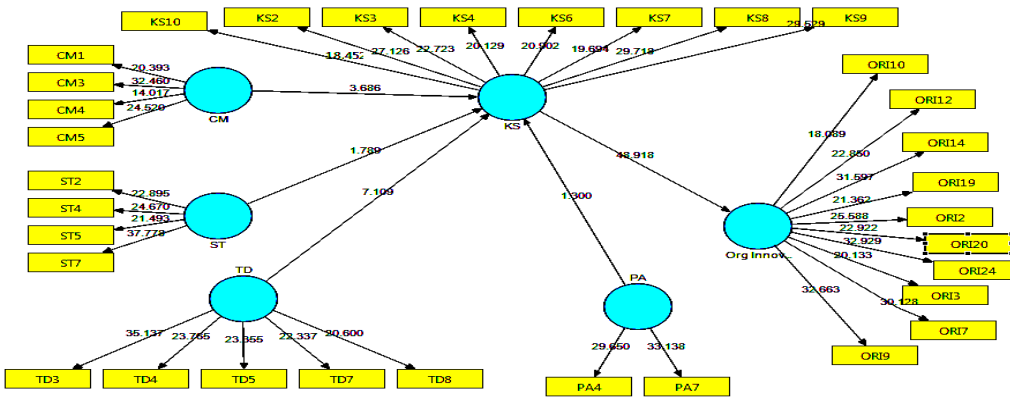 KS10
KS2
KS3
KS4
KS6
KS7
KS8
KS9
18.452
27.126
22.723
20.129
20.902
19.694
29.718
29.529
CM1
CM3
CM4
CM5
20.393
32.460
14.017
24.520
CM
3.686
KS
ORI10
ORI12
ORI14
ORI19
ORI2
ORI20
ORI24
ORI3
ORI7
ORI9
18.089
22.850
31.597
21.362
25.588
22.922
32.929
20.133
30.128
32.663
Org Innov...
48.918
ST2
ST4
ST5
ST7
22.895
24.670
21.493
37.778
ST
1.789
7.109
1.300
TD
35.137
23.765
23.355
22.337
20.600
TD3
TD4
TD5
TD7
TD8
PA
29.650
33.138
PA4
PA7